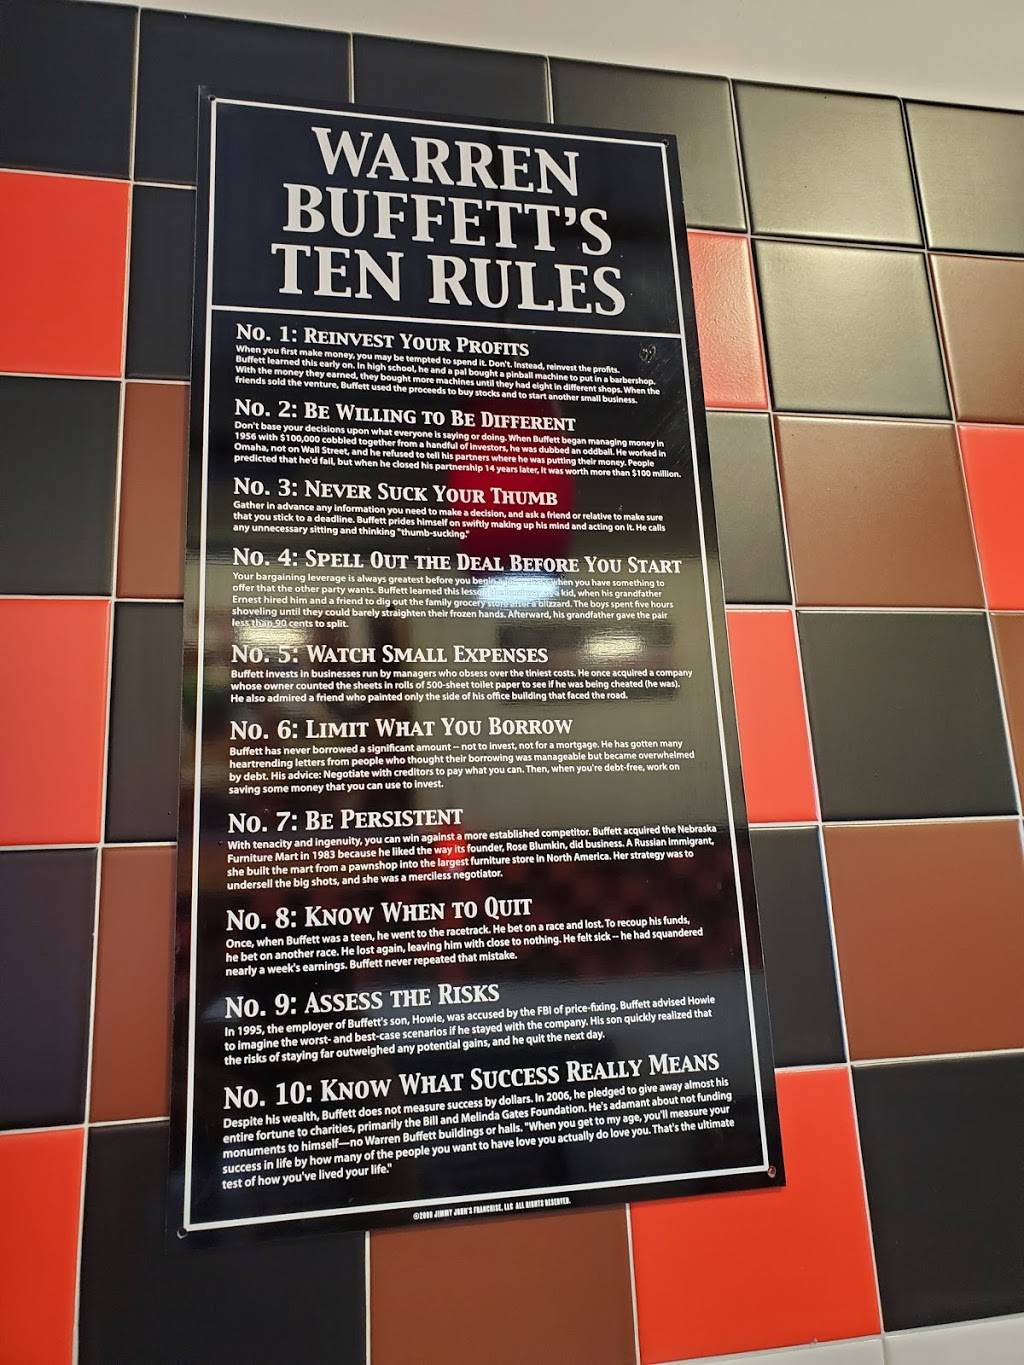 WARREN
BUFFETT'S
TEN RULES
No. 1: Reinvest Your Profits
When you first make money, you may be tempted to spend it. Don't. Instead, reinvest the profits.
Buffett learned this early on. In high school, he and a pal bought a pinball machine to put in a barbershop.
With the money they earned, they bought more machines until they had eight in different shops. When the
friends sold the venture, Buffett used the proceeds to buy stocks and to start another small business.
No. 2: Be Willing to Be Different
Don't base your decisions upon what everyone is saying or doing. When Buffett began managing money in
1956 with $100,000 cobbled together from a handful of investors, he was dubbed an oddball. He worked in
Omaha, not on Wall Street, and he refused to tell his partners where he was putting their money. People
predicted that he'd fail, but when he closed his partnership 14 years later, it was worth more than $100 million.
No. 3: Never Suck Your Thumb
Gather in advance any information you need to make a decision, and ask a friend or relative to make sure
that you stick to a deadline. Buffett prides himself on swiftly making up his mind and acting on it. He calls
any unnecessary sitting and thinking "thumb-sucking."
No. 4: Spell Out the Deal Before You Start
Your bargaining leverage is always greatest before you begin when you have something to
offer that the other party wants. Buffett learned this lesson kid, when his grandfather
Ernest hired him and a friend to dig out the family grocery store after a blizzard. The boys spent five hours
shoveling until they could barely straighten their frozen hands. Afterward, his grandfather gave the pair
less than 90 cents to split.
No. 5: Watch Small Expenses
Buffett invests in businesses run by managers who obsess over the tiniest costs. He once acquired a company
whose owner counted the sheets in rolls of 500-sheet toilet paper to see if he was being cheated (he was).
He also admired a friend who painted only the side of his office building that faced the road.
No. 6: Limit What You Borrow
Buffett has never borrowed a significant amount – not to invest, not for a mortgage. He has gotten many
heartrending letters from people who thought their borrowing was manageable but became overwhelmed
by debt. His advice: Negotiate with creditors to pay what you can. Then, when you're debt-free, work on
saving some money that you can use to invest.
No. 7: Be Persistent
With tenacity and ingenuity, you can win against a more established competitor. Buffett acquired the Nebraska
Furniture Mart in 1983 because he liked the way its founder, Rose Blumkin, did business. A Russian immigrant,
she built the mart from a pawnshop into the largest furniture store in North America. Her strategy was to
undersell the big shots, and she was a merciless negotiator.
No. 8: Know When to Quit
Once, when Buffett was a teen, he went to the racetrack. He bet on a race and lost. To recoup his funds,
he bet on another race. He lost again, leaving him with close to nothing. He felt sick – he had squandered
nearly a week's earnings. Buffett never repeated that mistake.
No. 9: Assess the Risks
In 1995, the employer of Buffett's son, Howie, was accused by the FBI of price-fixing. Buffett advised Howie
to imagine the worst- and best-case scenarios if he stayed with the company. His son quickly realized that
the risks of staying far outweighed any potential gains, and he quit the next day.
No. 10: Know What Success Really Means
Despite his wealth, Buffett does not measure success by dollars. In 2006, he pledged to give away almost his
entire fortune to charities, primarily the Bill and Melinda Gates Foundation. He's adamant about not funding
monuments to himself—no Warren Buffett buildings or halls. "When you get to my age, you'll measure your
success in life by how many of the people you want to have love you actually do love you. That's the ultimate
test of how you've lived your life."
JIMMY JOHN'S FRANCHISE, LLC ALL RIGHTS RESERVED.